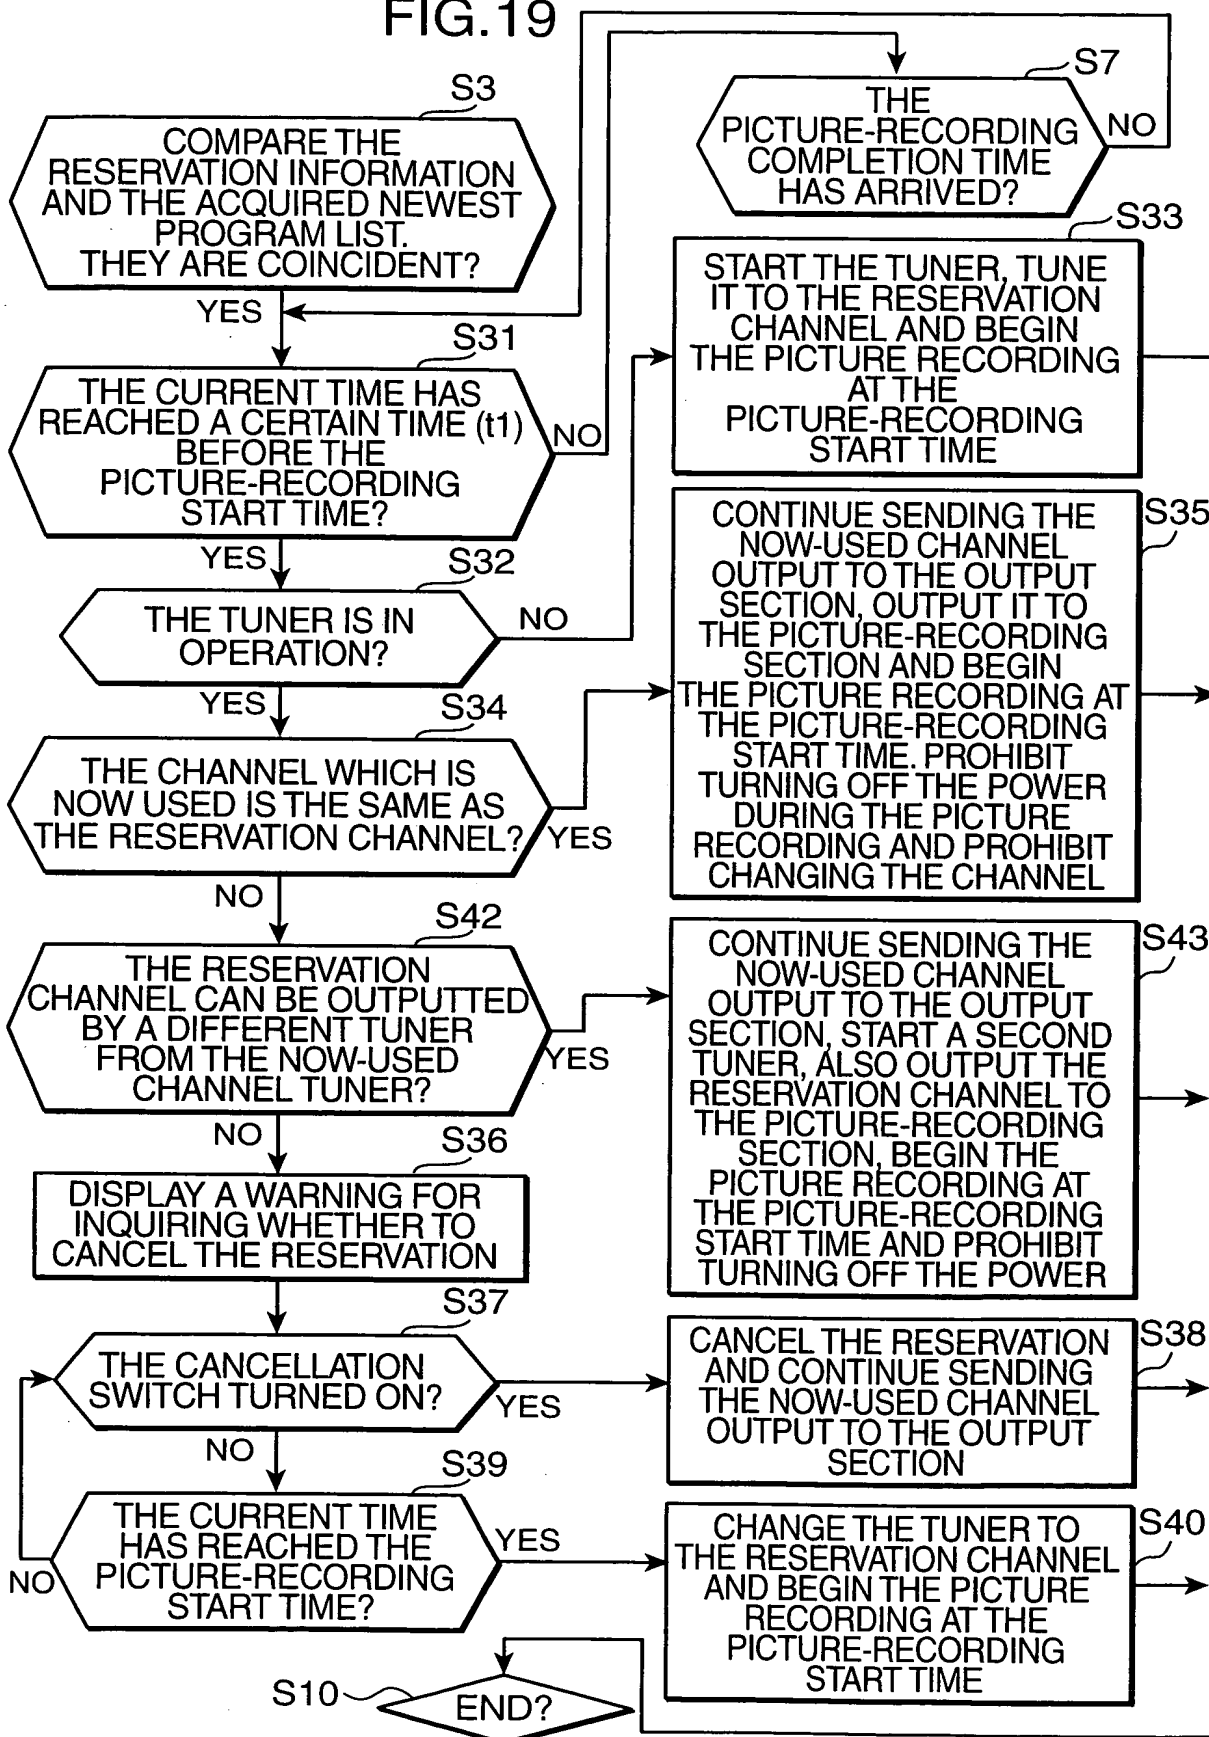 FIG.19
S3
COMPARE THE
RESERVATION INFORMATION
AND THE ACQUIRED NEWEST
PROGRAM LIST.
THEY ARE COINCIDENT?
YES
S7
THE
PICTURE-RECORDING
COMPLETION TIME
HAS ARRIVED?
NO
S31
THE CURRENT TIME HAS
REACHED A CERTAIN TIME (t1)
BEFORE THE
PICTURE-RECORDING
START TIME?
NO
YES
S33
START THE TUNER, TUNE
IT TO THE RESERVATION
CHANNEL AND BEGIN
THE PICTURE RECORDING
AT THE
PICTURE-RECORDING
START TIME
S32
THE TUNER IS IN
OPERATION?
NO
YES
S35
CONTINUE SENDING THE
NOW-USED CHANNEL
OUTPUT TO THE OUTPUT
SECTION, OUTPUT IT TO
THE PICTURE-RECORDING
SECTION AND BEGIN
THE PICTURE RECORDING AT
THE PICTURE-RECORDING
START TIME. PROHIBIT
TURNING OFF THE POWER
DURING THE PICTURE
RECORDING AND PROHIBIT
CHANGING THE CHANNEL
S34
THE CHANNEL WHICH IS
NOW USED IS THE SAME AS
THE RESERVATION CHANNEL?
YES
NO
S42
THE RESERVATION
CHANNEL CAN BE OUTPUTTED
BY A DIFFERENT TUNER
FROM THE NOW-USED
CHANNEL TUNER?
YES
NO
S43
CONTINUE SENDING THE
NOW-USED CHANNEL
OUTPUT TO THE OUTPUT
SECTION, START A SECOND
TUNER, ALSO OUTPUT THE
RESERVATION CHANNEL TO
THE PICTURE-RECORDING
SECTION, BEGIN THE
PICTURE RECORDING AT
THE PICTURE-RECORDING
START TIME AND PROHIBIT
TURNING OFF THE POWER
S36
DISPLAY A WARNING FOR
INQUIRING WHETHER TO
CANCEL THE RESERVATION
S37
THE CANCELLATION
SWITCH TURNED ON?
YES
NO
S38
CANCEL THE RESERVATION
AND CONTINUE SENDING
THE NOW-USED CHANNEL
OUTPUT TO THE OUTPUT
SECTION
S39
THE CURRENT TIME
HAS REACHED THE
PICTURE-RECORDING
START TIME?
YES
NO
S40
CHANGE THE TUNER TO
THE RESERVATION CHANNEL
AND BEGIN THE PICTURE
RECORDING AT THE
PICTURE-RECORDING
START TIME
S10
END?